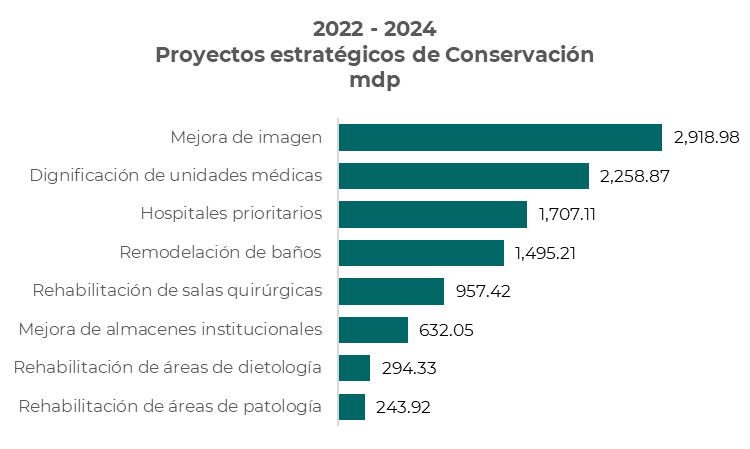 2022 - 2024
Proyectos estratégicos de Conservación
mdp
Mejora de imagen 2,918.98
Dignificación de unidades médicas 2,258.87
Hospitales prioritarios 1,707.11
Remodelación de baños 1,495.21
Rehabilitación de salas quirúrgicas 957.42
Mejora de almacenes institucionales 632.05
Rehabilitación de áreas de dietología 294.33
Rehabilitación de áreas de patología 243.92